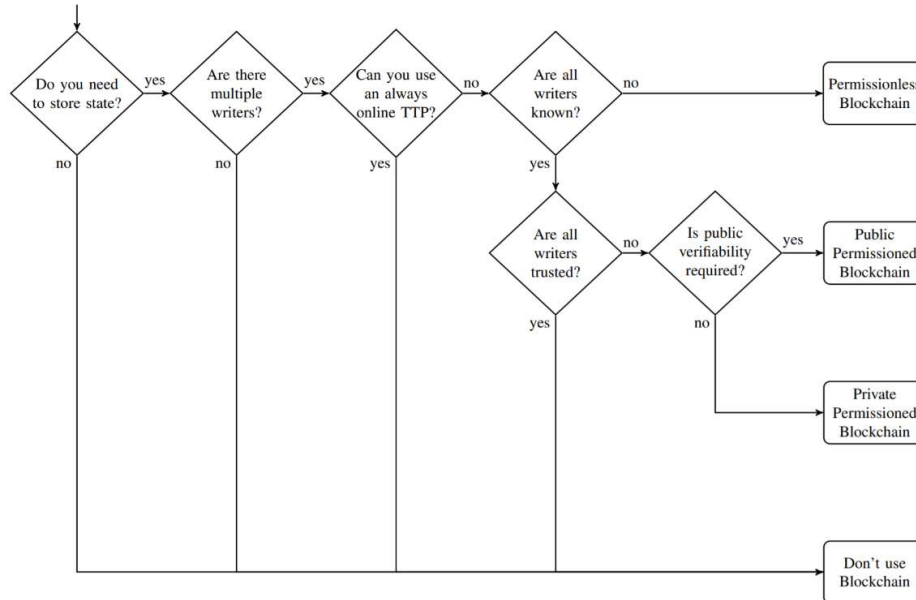 Do you need
to store state?
yes
no
Are there
multiple
writers?
yes
no
Can you use
an always
online TTP?
no
yes
Are all
writers
known?
no
yes
Permissionless
Blockchain
Are all
writers
trusted?
no
yes
Is public
verifiability
required?
yes
no
Public
Permissioned
Blockchain
Private
Permissioned
Blockchain
Don't use
Blockchain